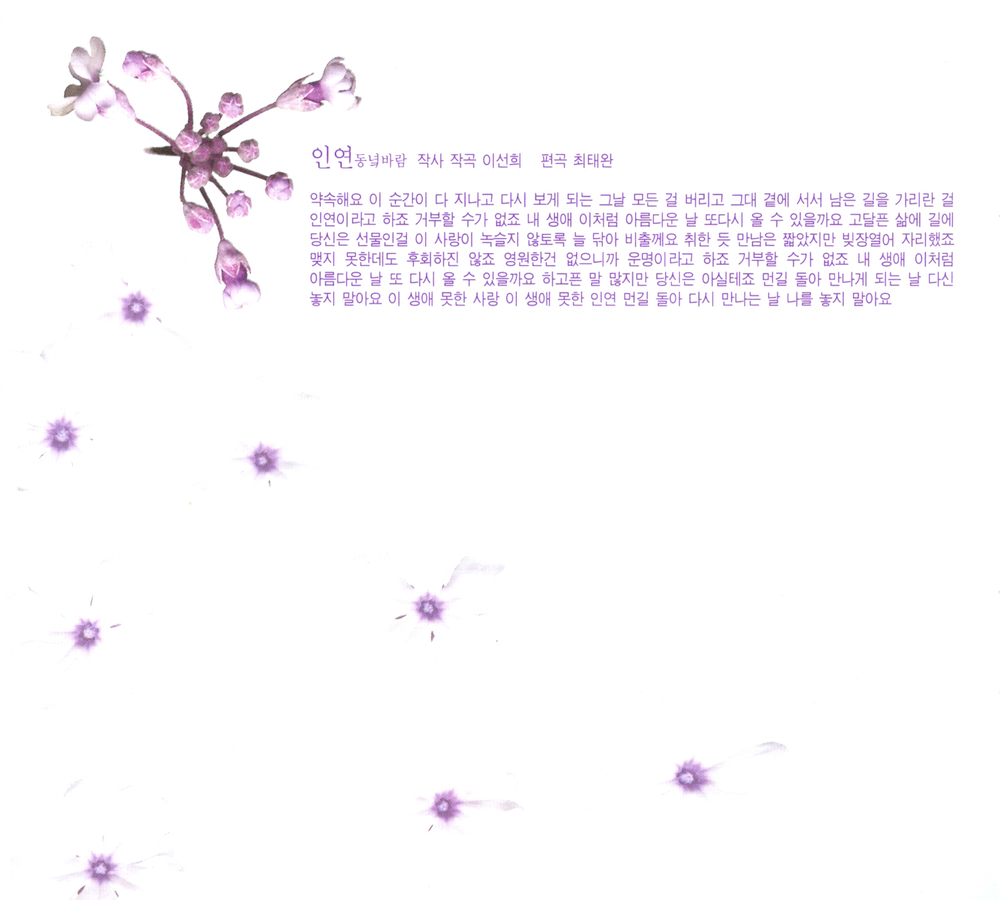 인연동녘바람 작사 작곡 이선희 편곡 최태완
약속해요 이 순간이 다 지나고 다시 보게 되는 그날 모든 걸 버리고 그대 곁에 서서 남은 길을 가리란 걸
인연이라고 하죠 거부할 수가 없죠 내 생애 이처럼 아름다운 날 또다시 올 수 있을까요 고달픈 삶에 길에
당신은 선물인걸 이 사랑이 녹슬지 않토록 늘 닦아 비출께요 취한 듯 만남은 짧았지만 빛장열어 자리했죠
맺지 못한데도 후회하진 않죠 영원한건 없으니까 운명이라고 하죠 거부할 수가 없죠 내 생애 이처럼
아름다운 날 또 다시 올 수 있을까요 하고픈 말 많지만 당신은 아실테죠 먼길 돌아 만나게 되는 날 다신
놓지 말아요 이 생애 못한 사랑 이 생애 못한 인연 먼길 돌아 다시 만나는 날 나를 놓지 말아요